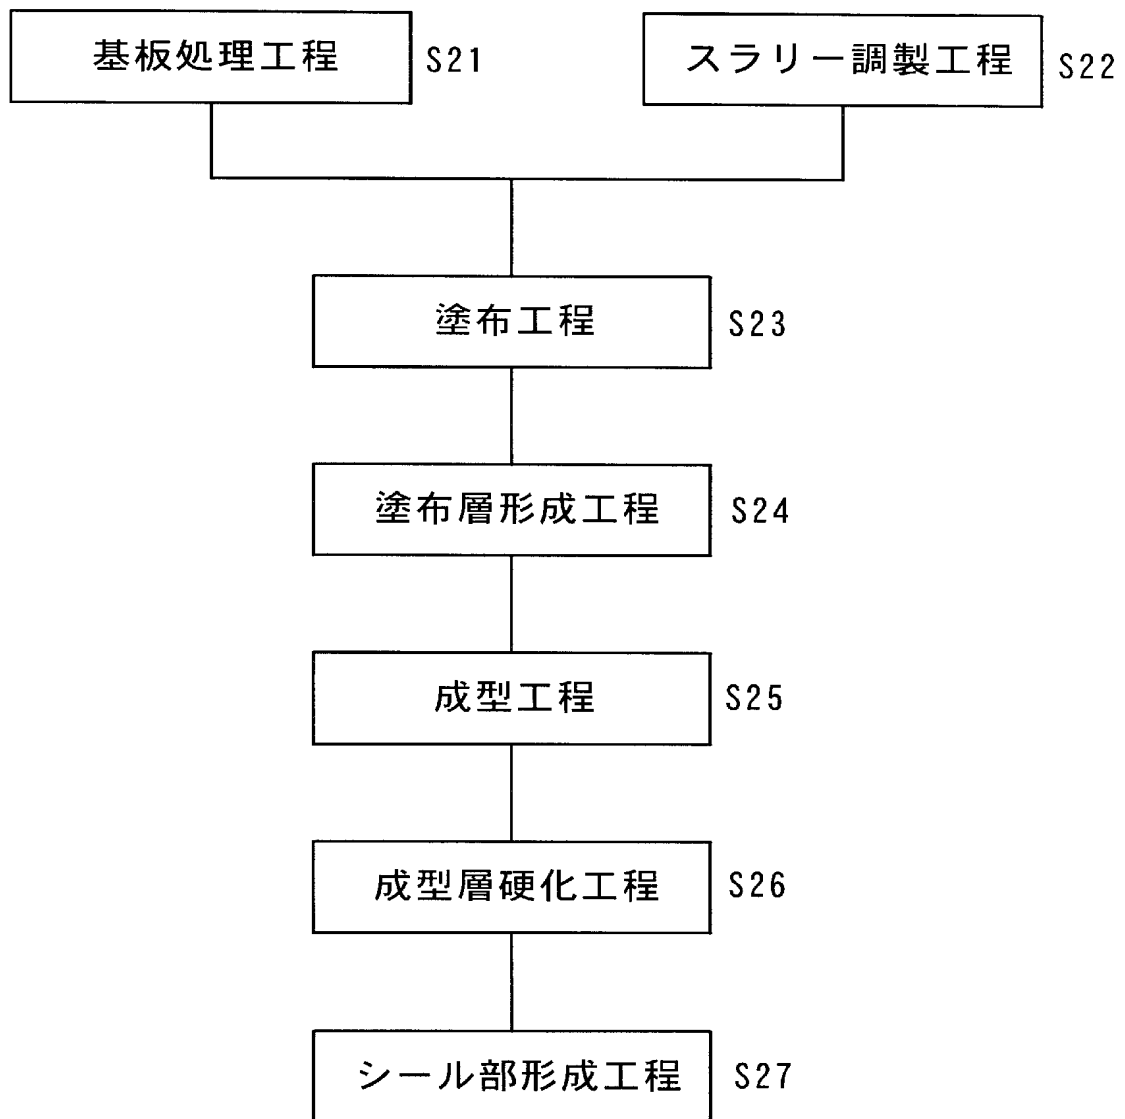 基板処理工程 S21
スラリー調製工程 S22
塗布工程 S23
塗布層形成工程 S24
成型工程 S25
成型層硬化工程 S26
シール部形成工程 S27